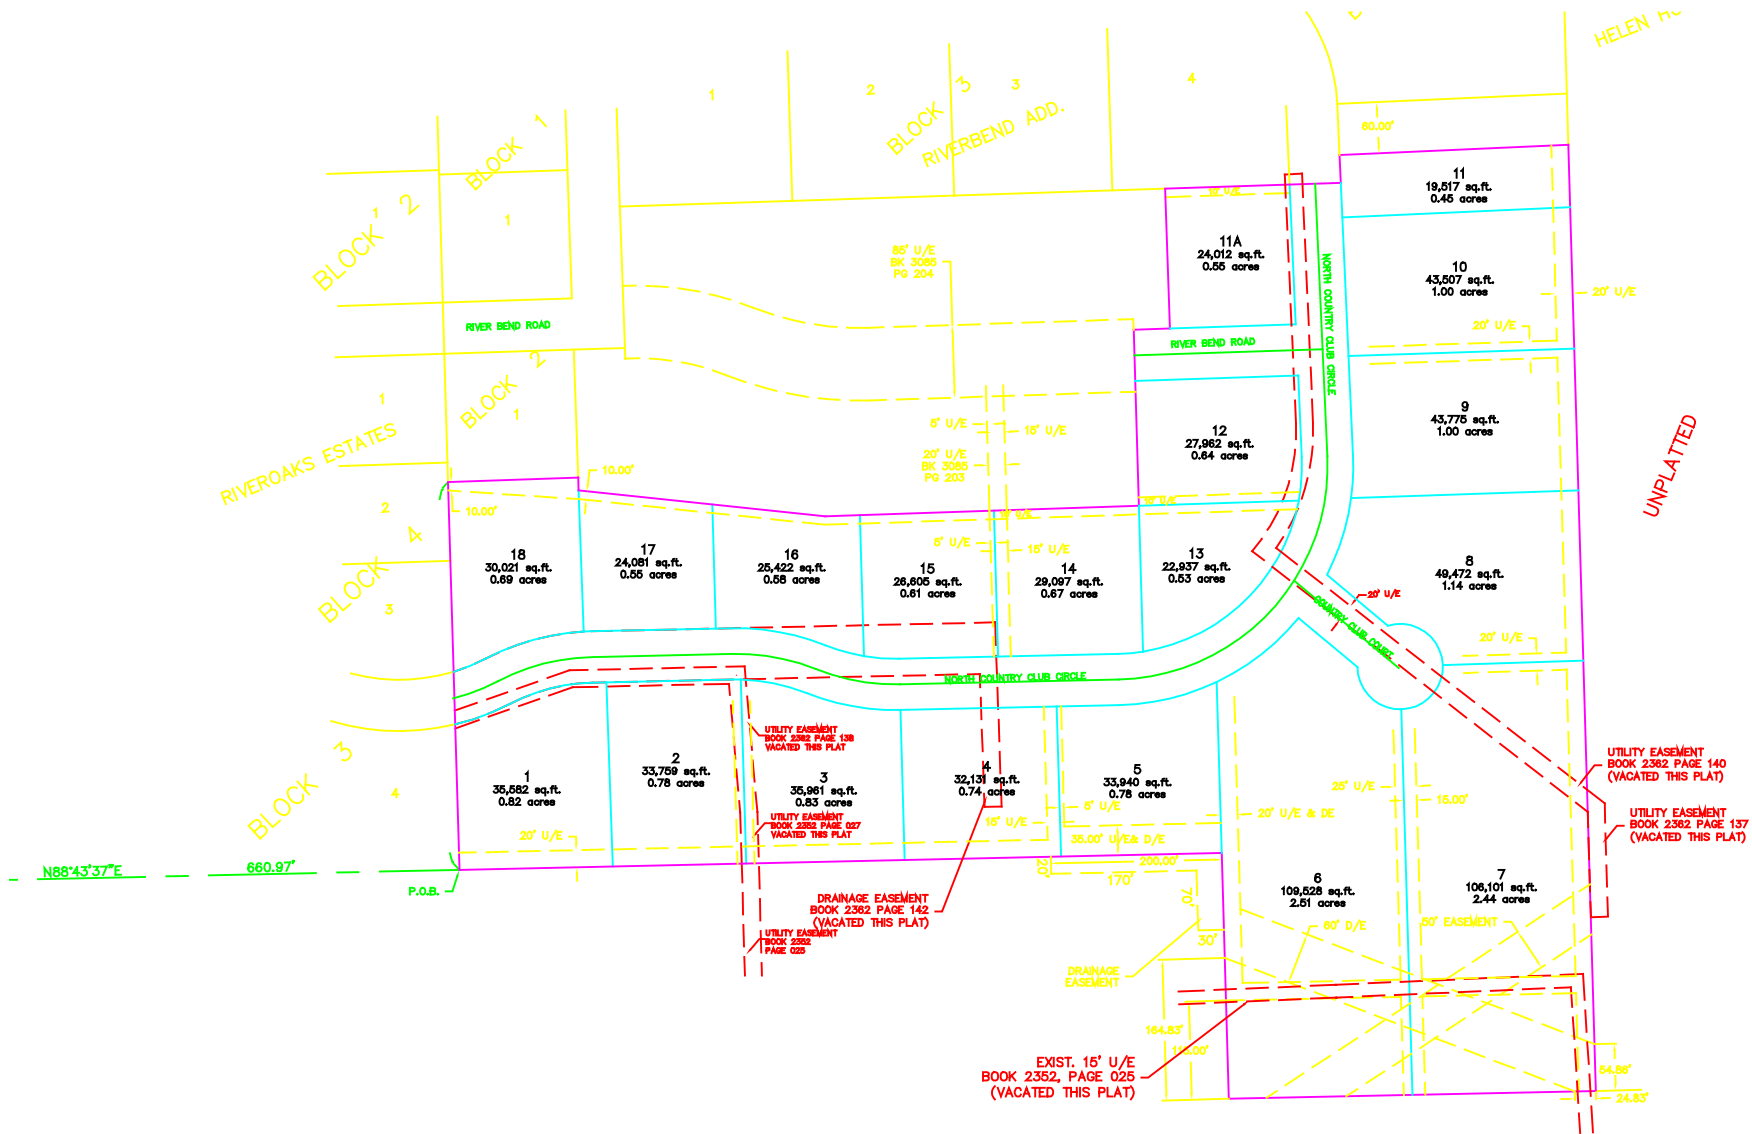 BLOCK 1
BLOCK 2
1
1
BLOCK 3
RIVERBEND ADD.
1
2
3
4
60.00'
11
19,517 sq.ft.
0.45 acres
11A
24,012 sq.ft.
0.55 acres
10
43,507 sq.ft.
1.00 acres
20' U/E
20' U/E
85' U/E
BK 3085
PG 204
RIVER BEND ROAD
RIVER BEND ROAD
NORTH COUNTRY CLUB CIRCLE
BLOCK 2
1
1
RIVEROAKS ESTATES
9
43,775 sq.ft.
1.00 acres
12
27,962 sq.ft.
0.64 acres
5' U/E
15' U/E
20' U/E
BK 3085
PG 203
UNPLATTED
10.00'
10.00'
2
BLOCK 4
3
5' U/E
15' U/E
18
30,021 sq.ft.
0.69 acres
17
24,081 sq.ft.
0.55 acres
16
25,422 sq.ft.
0.58 acres
15
26,605 sq.ft.
0.61 acres
14
29,097 sq.ft.
0.67 acres
13
22,937 sq.ft.
0.53 acres
8
49,472 sq.ft.
1.14 acres
20' U/E
COUNTRY CLUB COURT
20' U/E
NORTH COUNTRY CLUB CIRCLE
BLOCK 3
4
1
35,582 sq.ft.
0.82 acres
2
33,759 sq.ft.
0.78 acres
UTILITY EASEMENT
BOOK 2362 PAGE 138
VACATED THIS PLAT
3
35,961 sq.ft.
0.83 acres
4
32,131 sq.ft.
0.74 acres
5
33,940 sq.ft.
0.78 acres
UTILITY EASEMENT
BOOK 2352 PAGE 027
VACATED THIS PLAT
20' U/E
15' U/E
5' U/E
35.00' U/E& D/E
20' U/E & DE
25' U/E
15.00'
UTILITY EASEMENT
BOOK 2362 PAGE 140
(VACATED THIS PLAT)
UTILITY EASEMENT
BOOK 2362 PAGE 137
(VACATED THIS PLAT)
N88°43'37"E
660.97'
P.O.B.
200.00'
20'
170'
70'
30'
6
109,528 sq.ft.
2.51 acres
7
106,101 sq.ft.
2.44 acres
DRAINAGE EASEMENT
BOOK 2362 PAGE 142
(VACATED THIS PLAT)
UTILITY EASEMENT
BOOK 2352
PAGE 025
60' D/E
50' EASEMENT
DRAINAGE
EASEMENT
164.83'
EXIST. 15' U/E
BOOK 2352, PAGE 025
(VACATED THIS PLAT)
24.83'